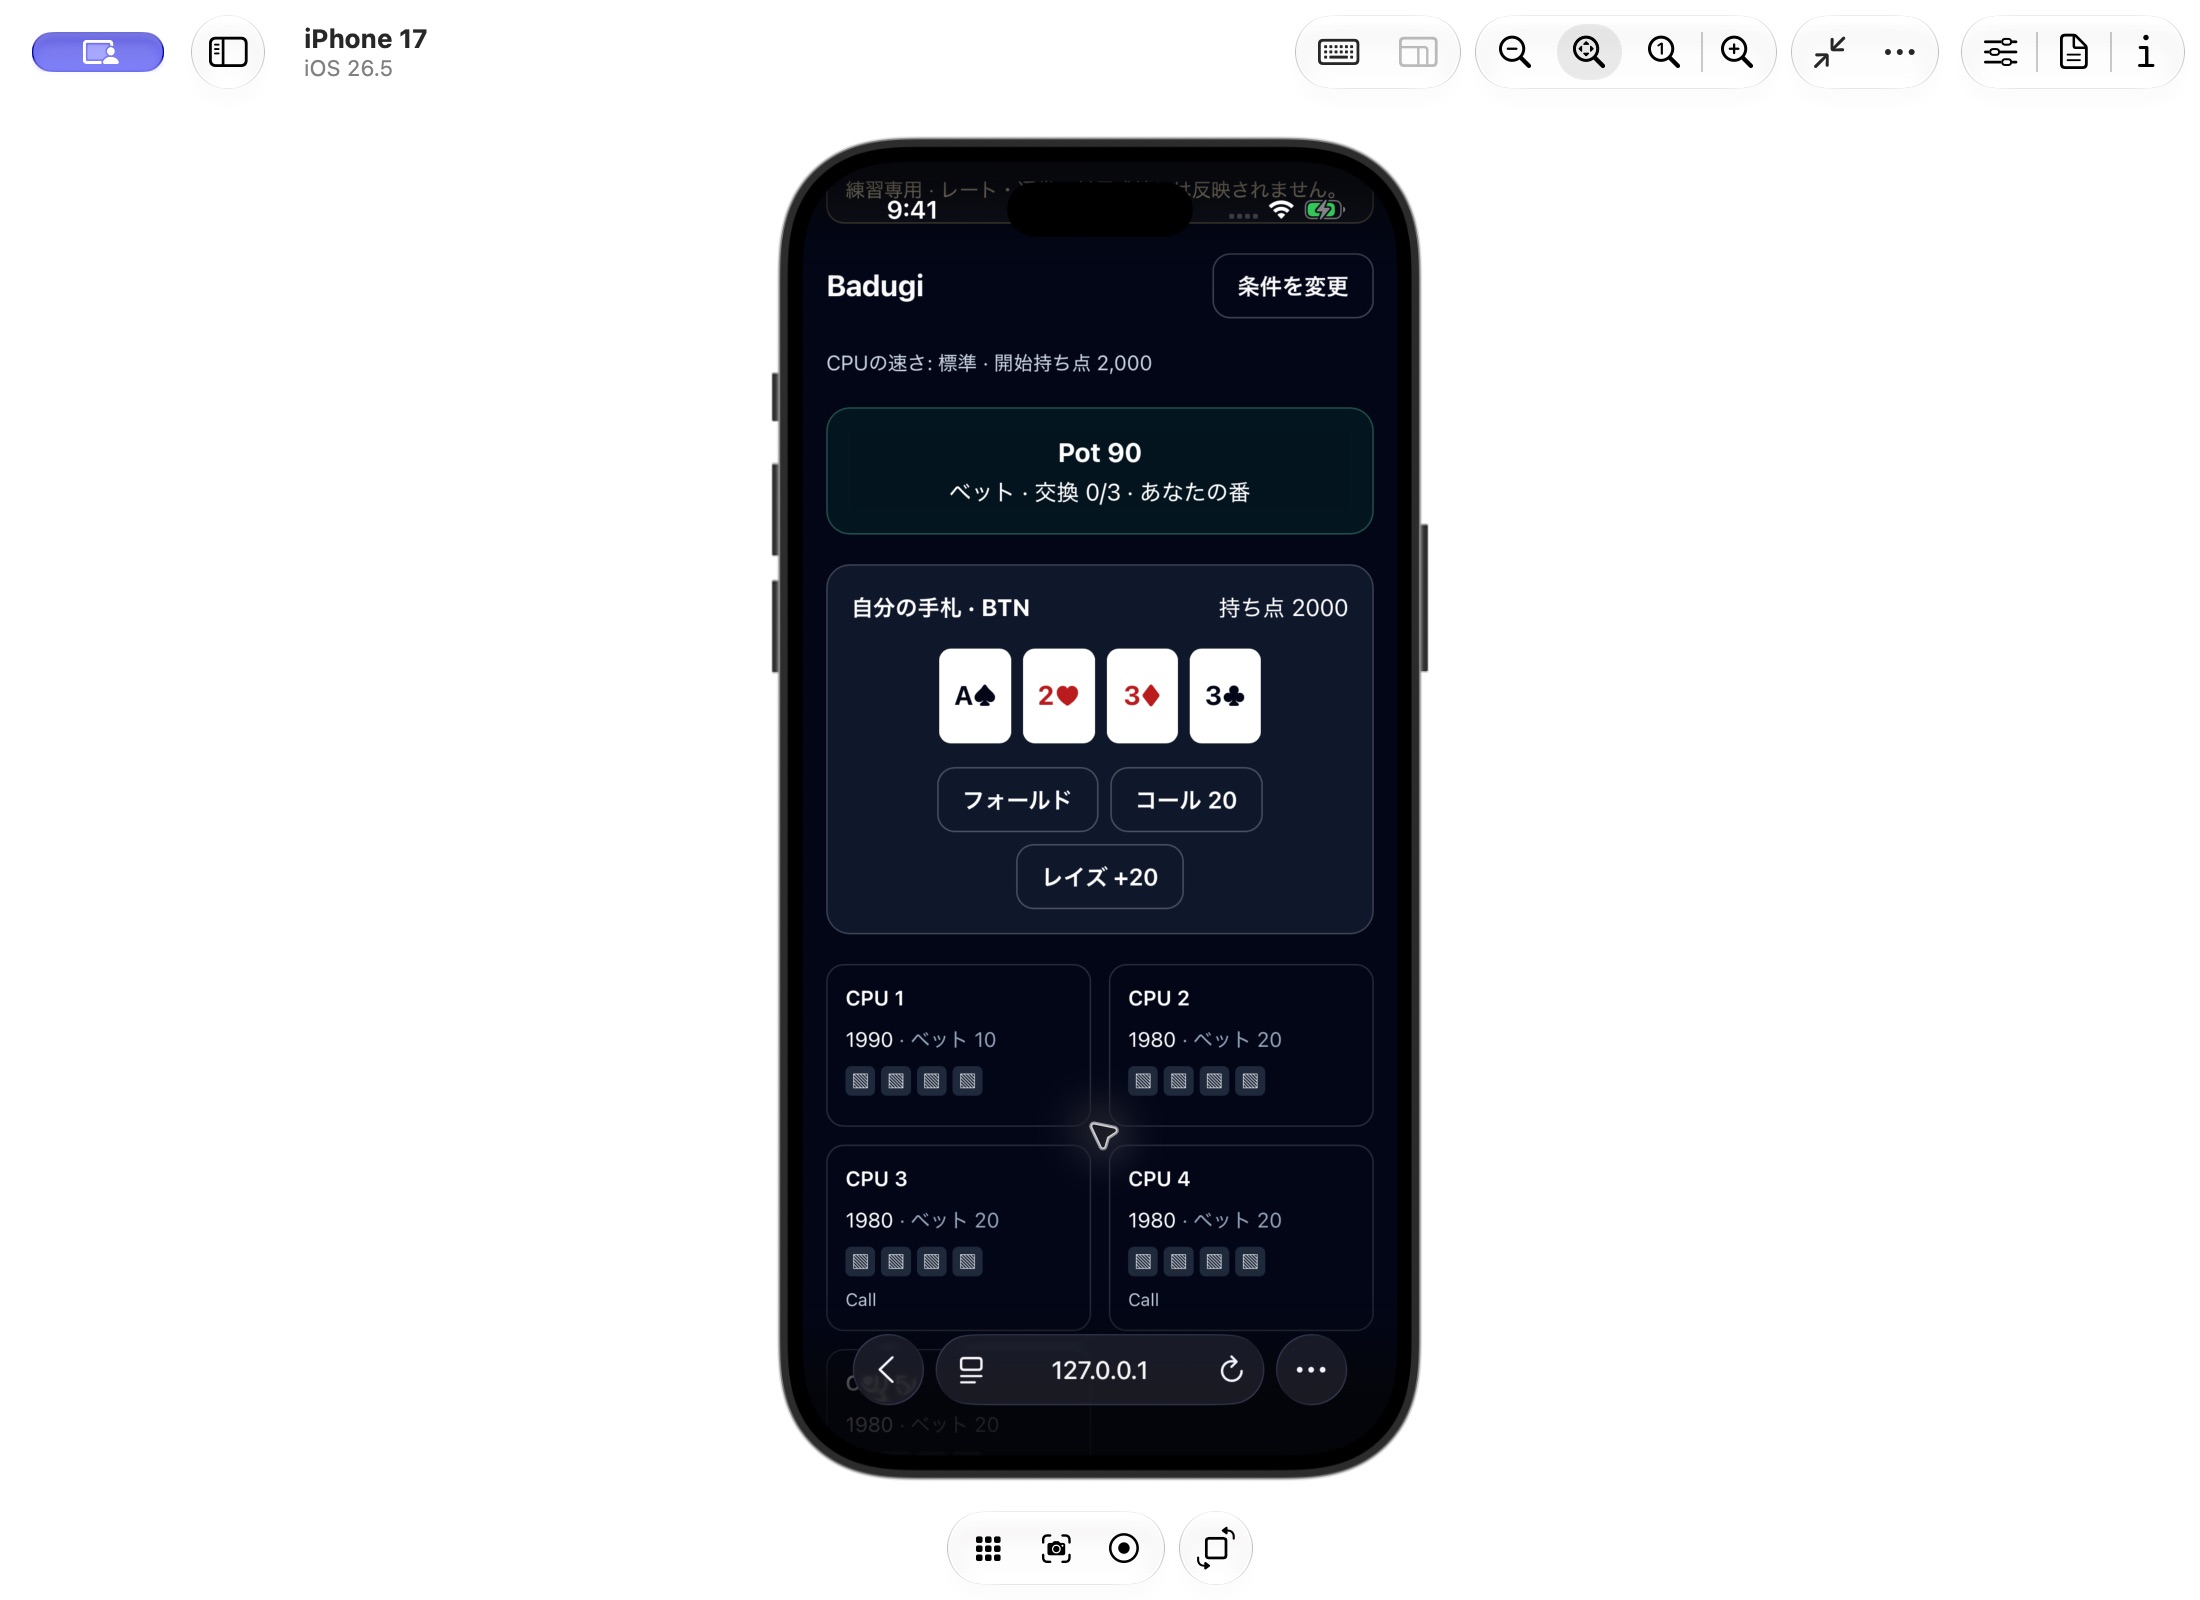 iPhone 17
iOS 26.5
練習専用 · レート・
は反映されません。
9:41
Badugi
条件を変更
CPUの速さ: 標準 · 開始持ち点 2,000
Pot 90
ベット · 交換 0/3 · あなたの番
自分の手札 · BTN
持ち点 2000
A♠ 2♥ 3♦ 3♣
フォールド
コール 20
レイズ +20
CPU 1
1990 · ベット 10
CPU 2
1980 · ベット 20
CPU 3
1980 · ベット 20
Call
CPU 4
1980 · ベット 20
Call
127.0.0.1
1980 · ベット 20